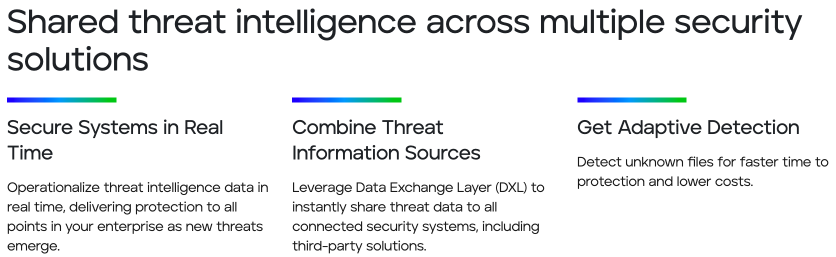 Shared threat intelligence across multiple security
solutions
Secure Systems in Real
Time
Operationalize threat intelligence data in
real time, delivering protection to all
points in your enterprise as new threats
emerge.
Combine Threat
Information Sources
Leverage Data Exchange Layer (DXL) to
instantly share threat data to all
connected security systems, including
third-party solutions.
Get Adaptive Detection
Detect unknown files for faster time to
protection and lower costs.